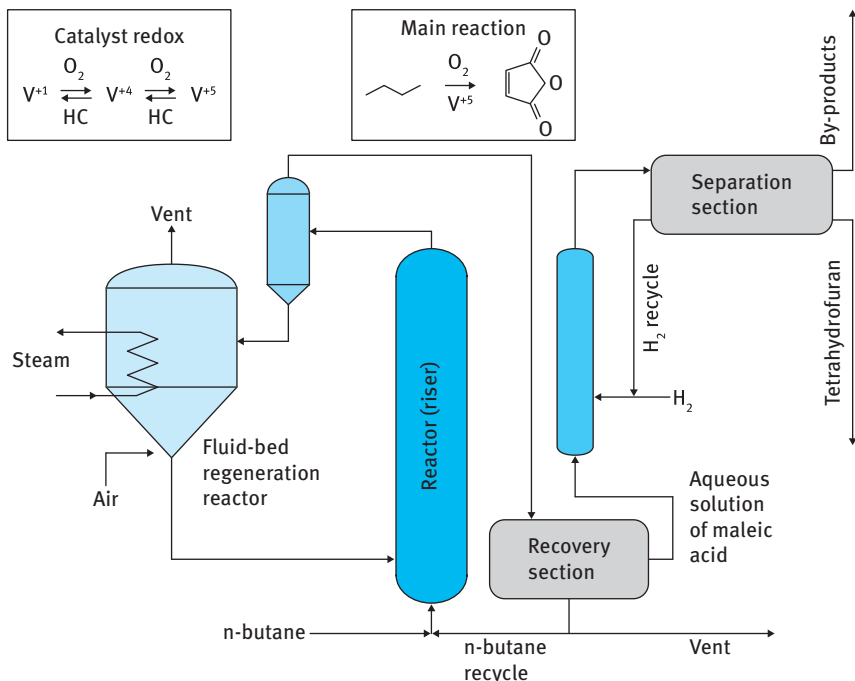 Catalyst redox
O2 O2
V+1 V+4 V+5
HC HC
Main reaction
O2
V+5
O
O
O
By-products
Separation
section
Vent
H2 recycle
Tetrahydrofuran
Steam
H2
Reactor (riser)
Fluid-bed
regeneration
reactor
Air
Aqueous
solution
of maleic
acid
Recovery
section
n-butane
n-butane
recycle
Vent